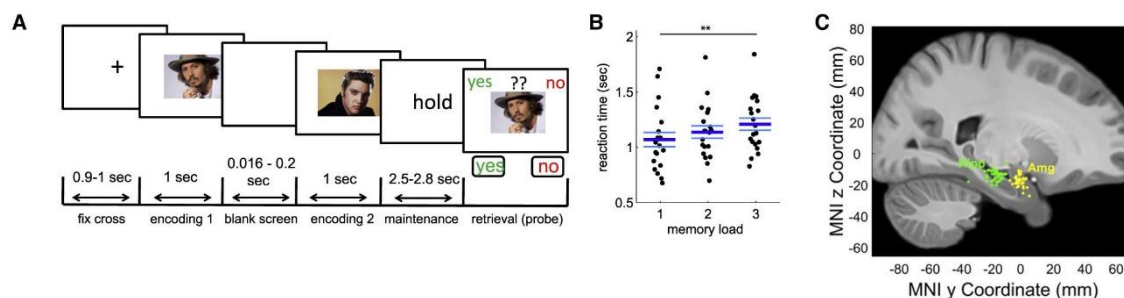 A
+
hold
yes ?? no
yes no
0.9-1 sec
1 sec
0.016 - 0.2
sec
1 sec
2.5-2.8 sec
fix cross
encoding 1
blank screen
encoding 2
maintenance
retrieval (probe)
B
**
2
1.5
1
0.5
reaction time (sec)
1 2 3
memory load
C
MNI z Coordinate (mm)
80
60
40
20
0
-20
-40
-60
Hipp
Amg
-80 -60 -40 -20 0 20 40 60
MNI y Coordinate (mm)